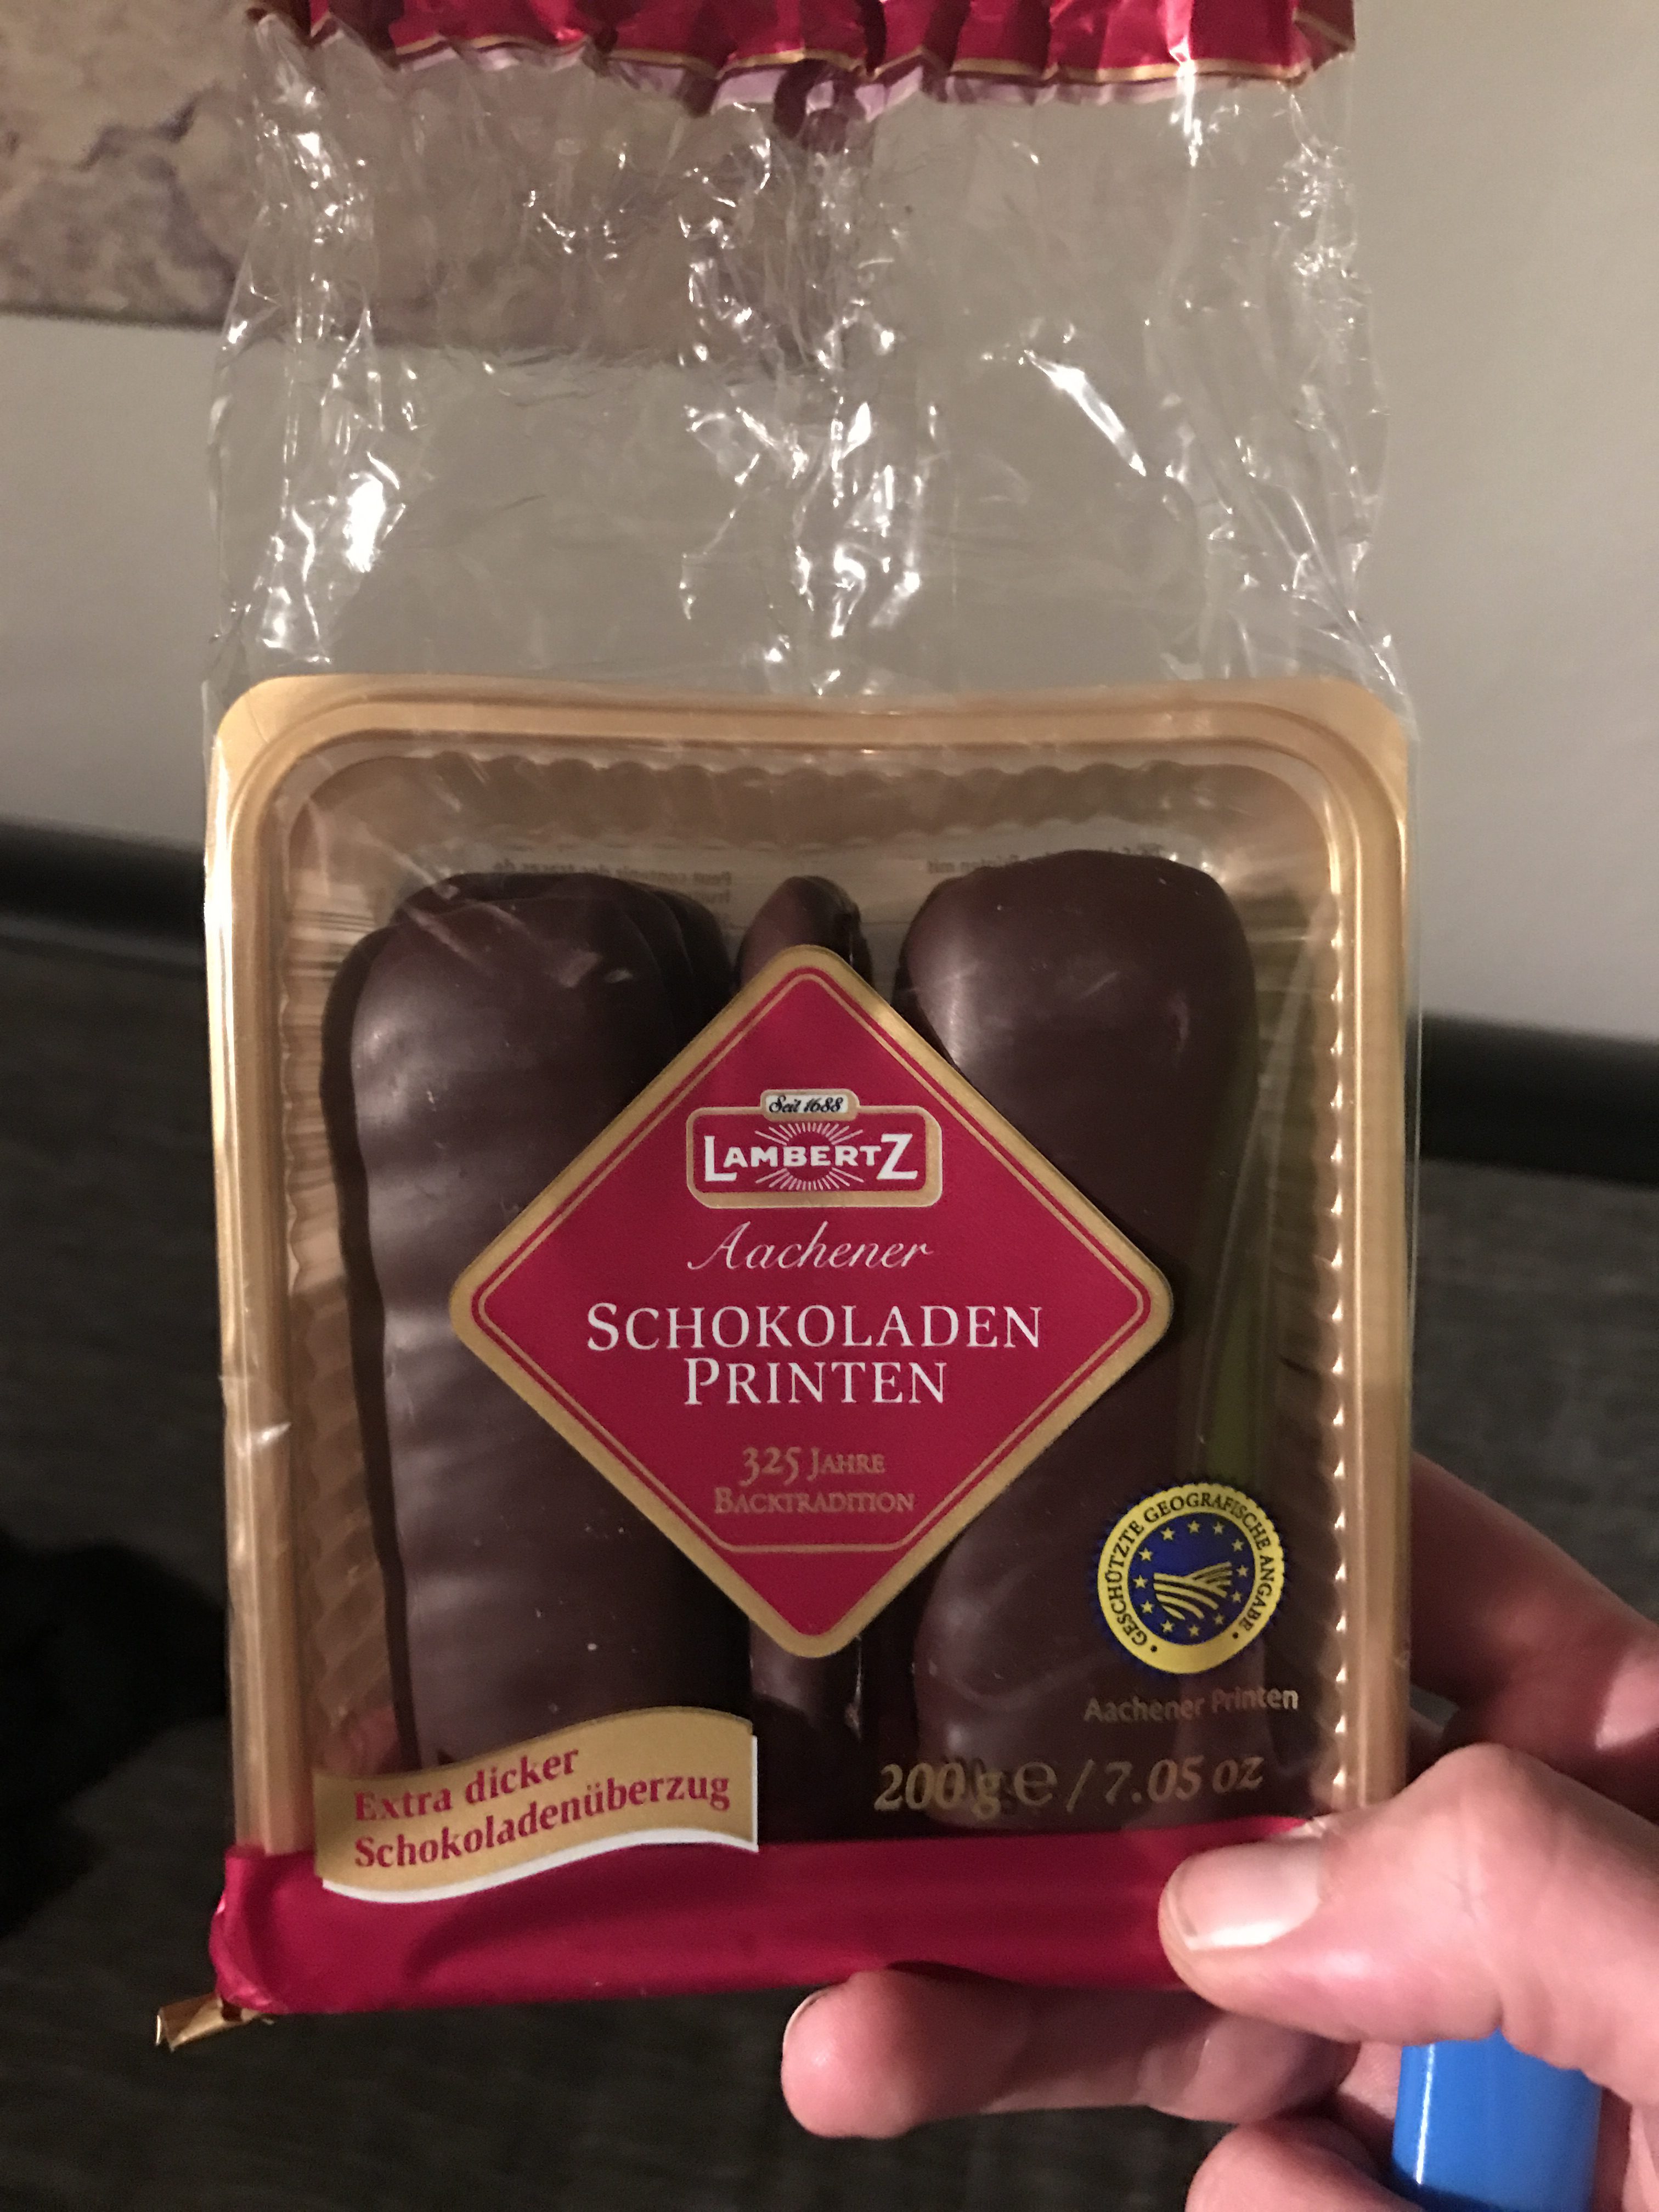 Seit 1688
LAMBERTZ
Aachener
SCHOKOLADEN
PRINTEN
325 JAHRE
BACKTRADITION
• GESCHÜTZTE GEOGRAFISCHE ANGABE •
Aachener Printen
Extra dicker
Schokoladenüberzug
200 g e / 7.05 oz